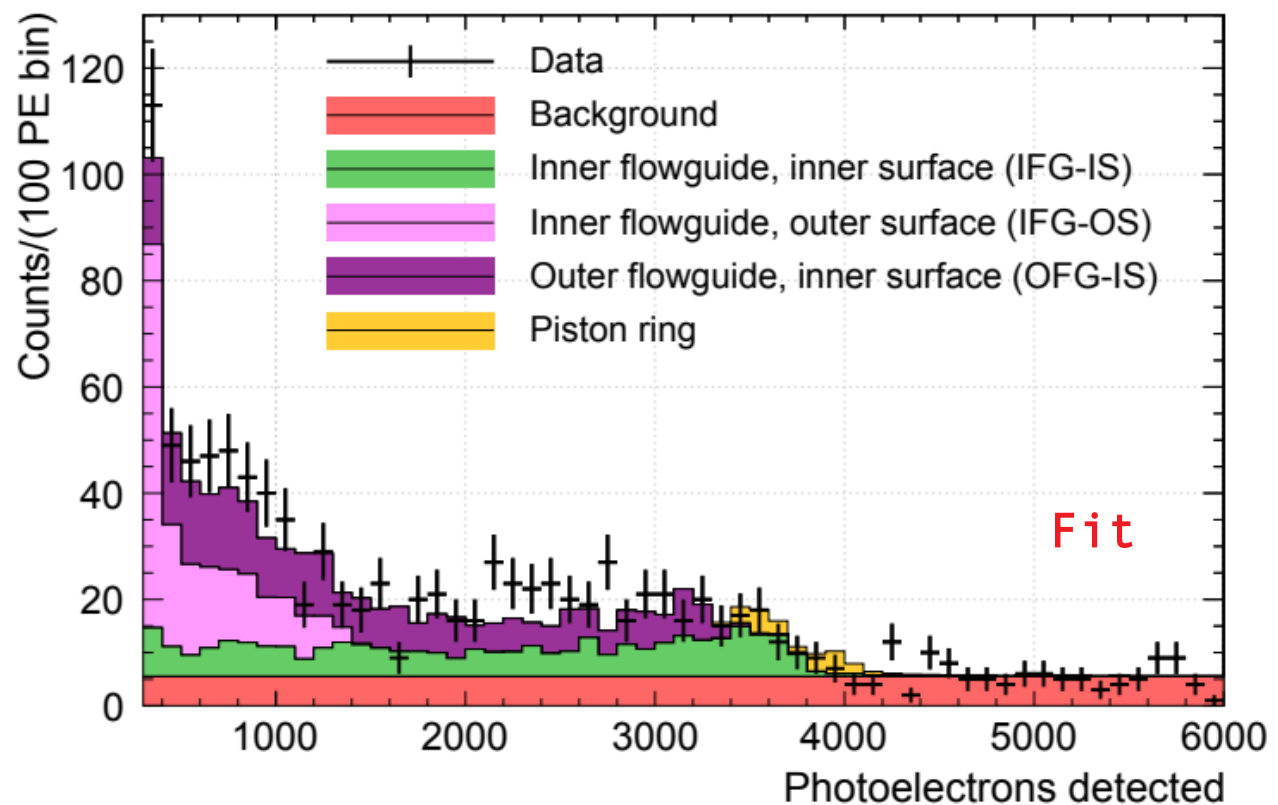 Counts/(100 PE bin)
120
100
80
60
40
20
0
Data
Background
Inner flowguide, inner surface (IFG-IS)
Inner flowguide, outer surface (IFG-OS)
Outer flowguide, inner surface (OFG-IS)
Piston ring
Fit
1000 2000 3000 4000 5000 6000
Photoelectrons detected